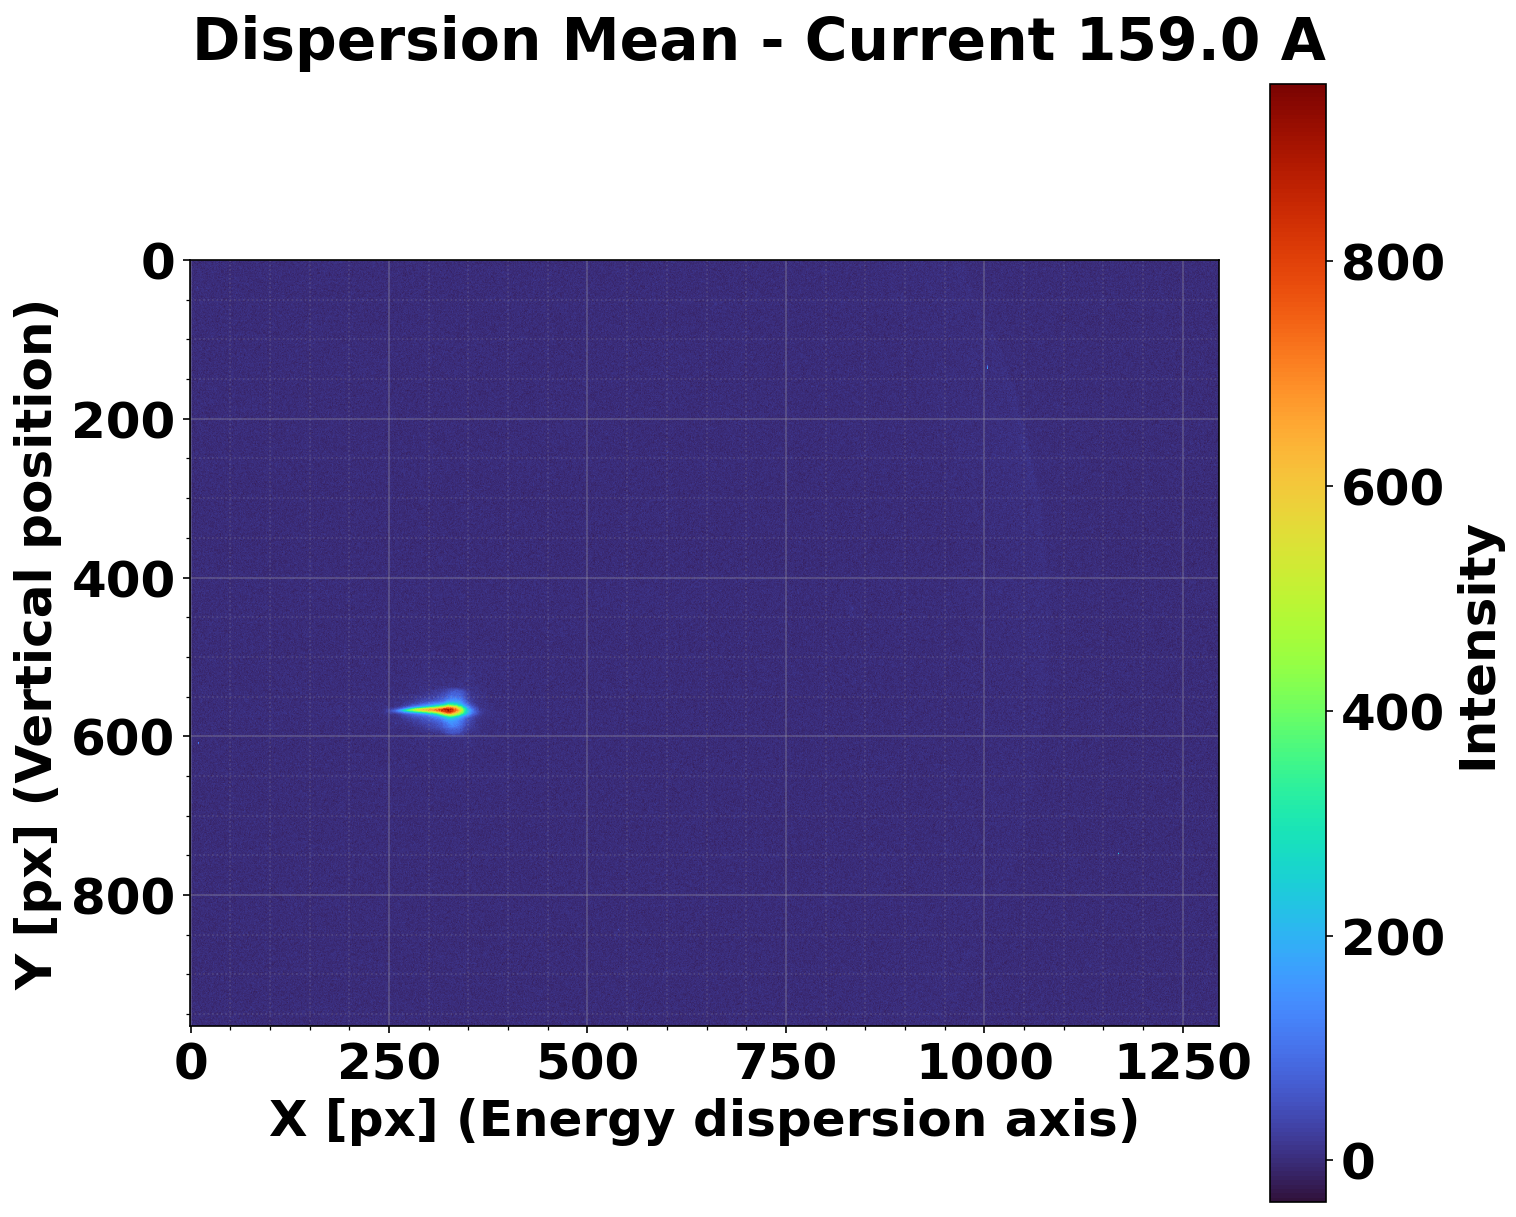 Dispersion Mean - Current 159.0 A
0
200
400
600
800
Y [px] (Vertical position)
0 250 500 750 1000 1250
X [px] (Energy dispersion axis)
800
600
400
200
0
Intensity